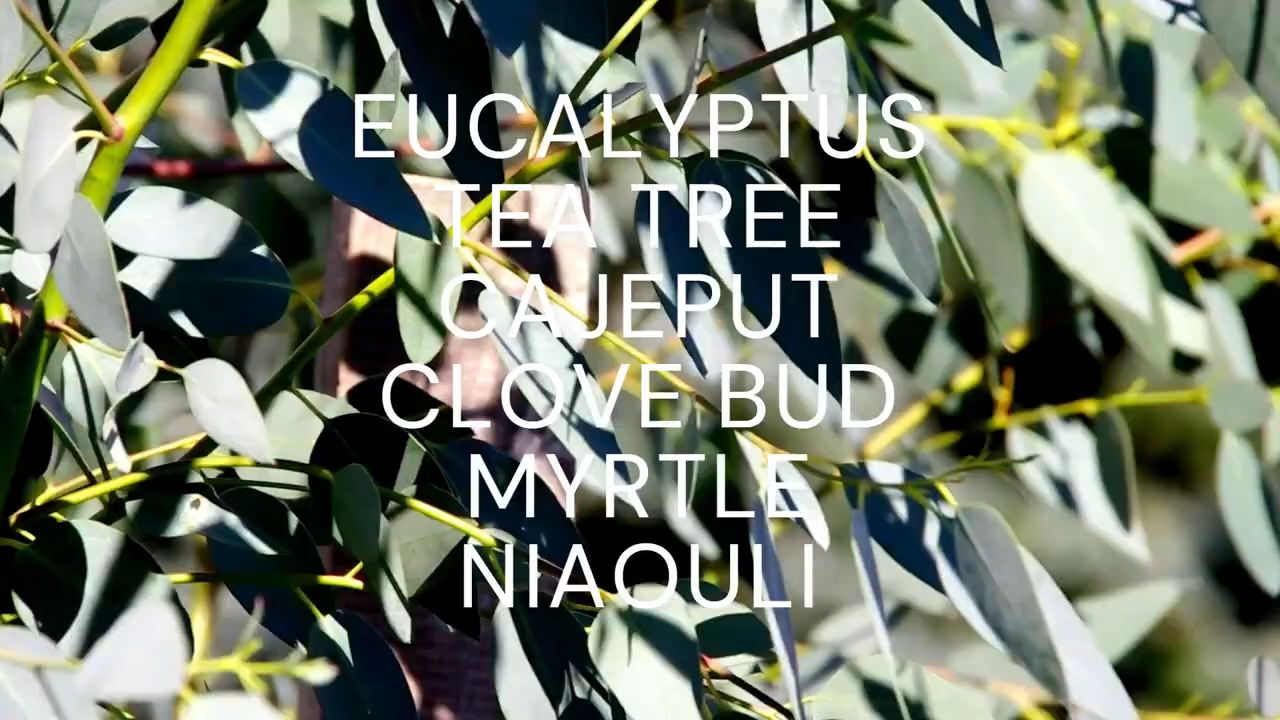 EUCALYPTUS
TEA TREE
CAJEPUT
CLOVE BUD
MYRTLE
NIAOULI